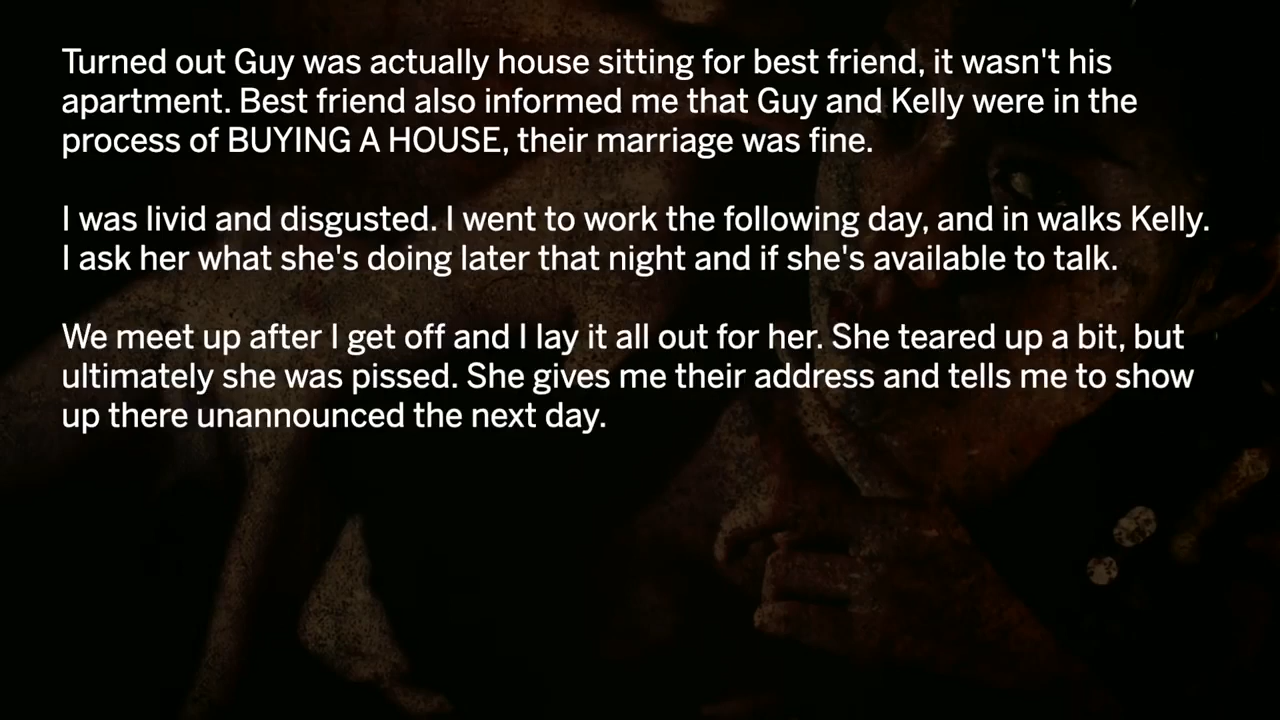 Turned out Guy was actually house sitting for best friend, it wasn't his
apartment. Best friend also informed me that Guy and Kelly were in the
process of BUYING A HOUSE, their marriage was fine.
I was livid and disgusted. I went to work the following day, and in walks Kelly.
I ask her what she's doing later that night and if she's available to talk.
We meet up after I get off and I lay it all out for her. She teared up a bit, but
ultimately she was pissed. She gives me their address and tells me to show
up there unannounced the next day.